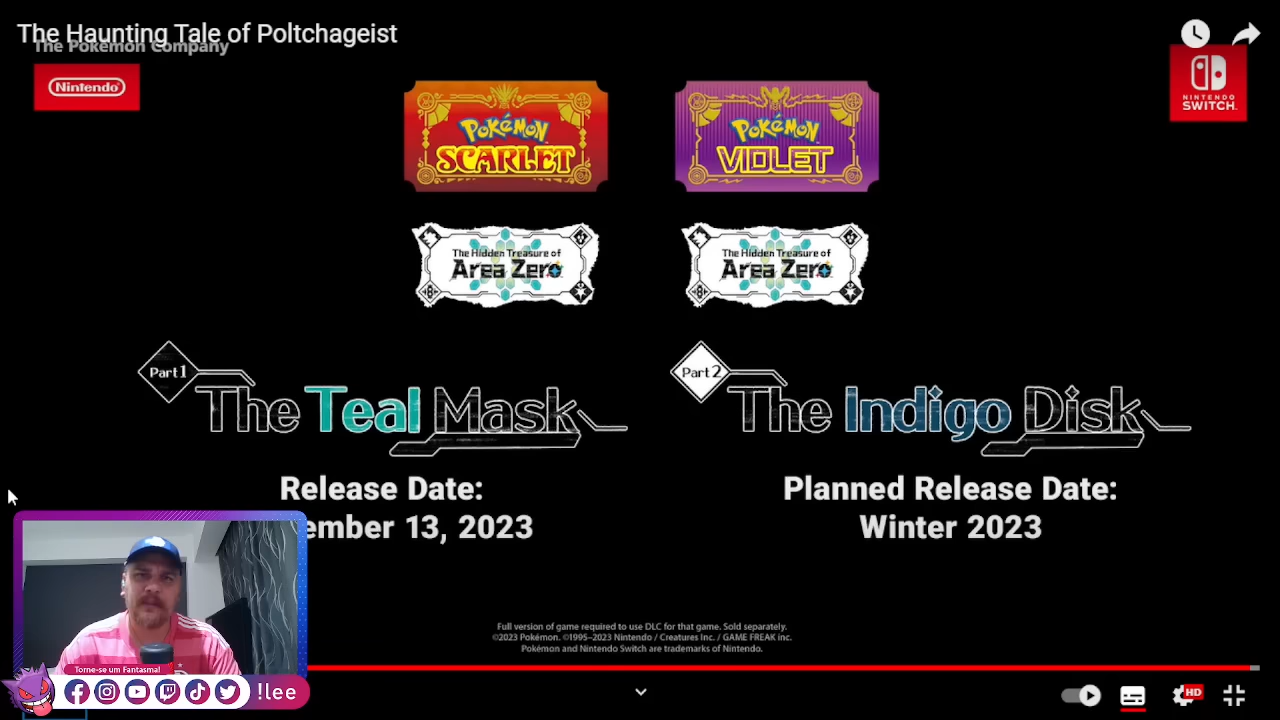 The Haunting Tale of Poltchageist
The Pokémon Company
Nintendo
NINTENDO
SWITCH.
POKÉMON
SCARLET
POKÉMON
VIOLET
The Hidden Treasure of
Area Zero
The Hidden Treasure of
Area Zero
Part 1
The Teal Mask
Part 2
The Indigo Disk
Release Date:
ember 13, 2023
Planned Release Date:
Winter 2023
Full version of game required to use DLC for that game. Sold separately.
©2023 Pokémon. ©1995–2023 Nintendo / Creatures Inc. / GAME FREAK inc.
Pokémon and Nintendo Switch are trademarks of Nintendo.
Torne-se um Fantasma!
!lee
HD